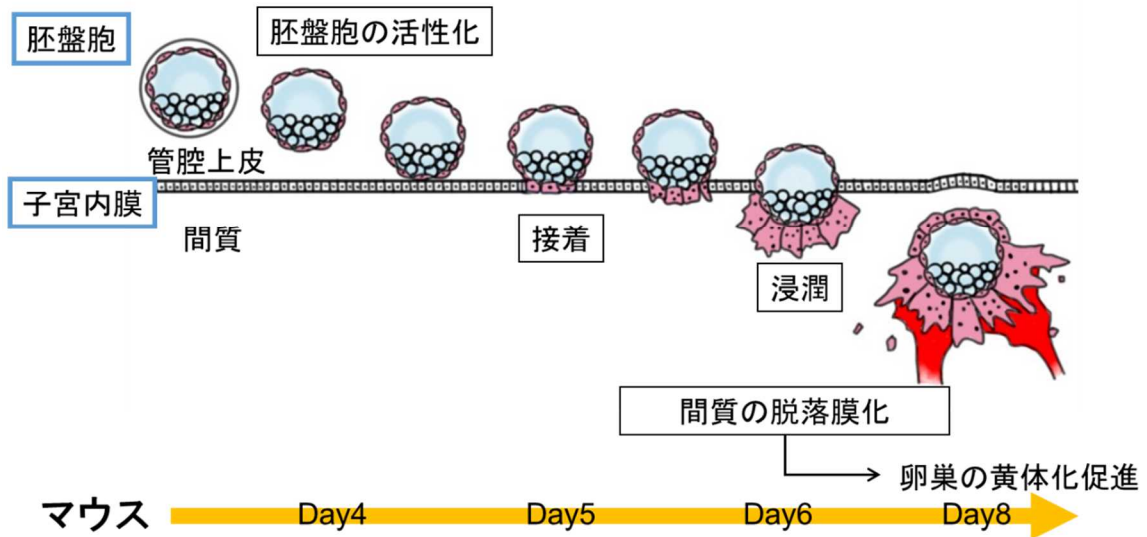 胚盤胞
胚盤胞の活性化
管腔上皮
子宮内膜
間質
接着
浸潤
間質の脱落膜化
卵巣の黄体化促進
マウス
Day4
Day5
Day6
Day8